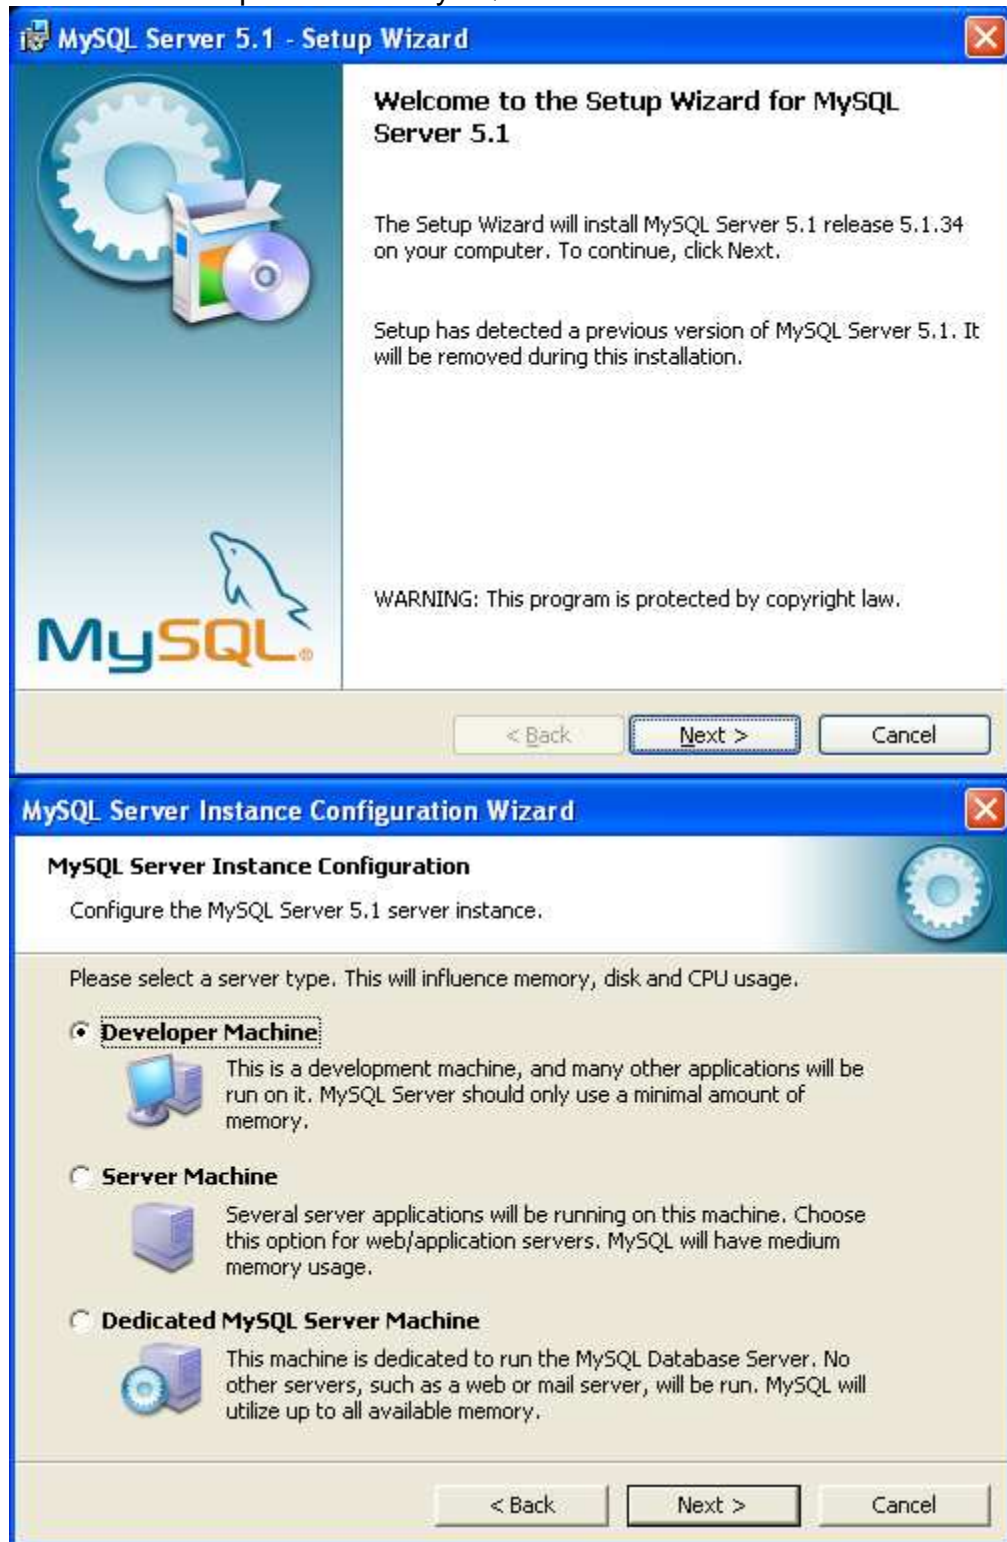 MySQL Server 5.1 - Setup Wizard
Welcome to the Setup Wizard for MySQL
Server 5.1
The Setup Wizard will install MySQL Server 5.1 release 5.1.34
on your computer. To continue, click Next.
Setup has detected a previous version of MySQL Server 5.1. It
will be removed during this installation.
WARNING: This program is protected by copyright law.
MySQL®
< Back Next > Cancel
MySQL Server Instance Configuration Wizard
MySQL Server Instance Configuration
Configure the MySQL Server 5.1 server instance.
Please select a server type. This will influence memory, disk and CPU usage.
Developer Machine
This is a development machine, and many other applications will be
run on it. MySQL Server should only use a minimal amount of
memory.
Server Machine
Several server applications will be running on this machine. Choose
this option for web/application servers. MySQL will have medium
memory usage.
Dedicated MySQL Server Machine
This machine is dedicated to run the MySQL Database Server. No
other servers, such as a web or mail server, will be run. MySQL will
utilize up to all available memory.
< Back Next > Cancel